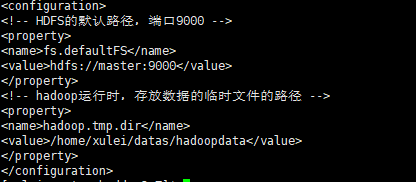 <configuration>
<!-- HDFS的默认路径，端口9000 -->
<property>
<name>fs.defaultFS</name>
<value>hdfs://master:9000</value>
</property>
<!-- hadoop运行时，存放数据的临时文件的路径 -->
<property>
<name>hadoop.tmp.dir</name>
<value>/home/xulei/datas/hadoopdata</value>
</property>
</configuration>